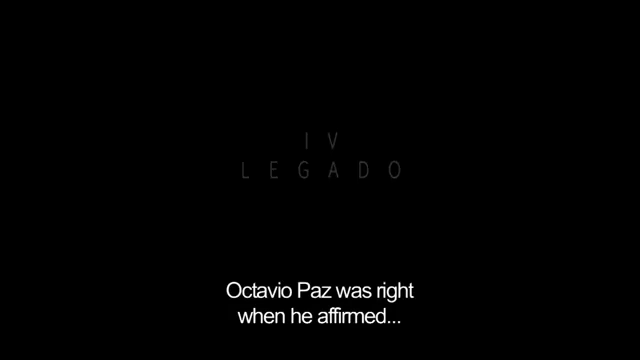 I V
L E G A D O
Octavio Paz was right
when he affirmed...